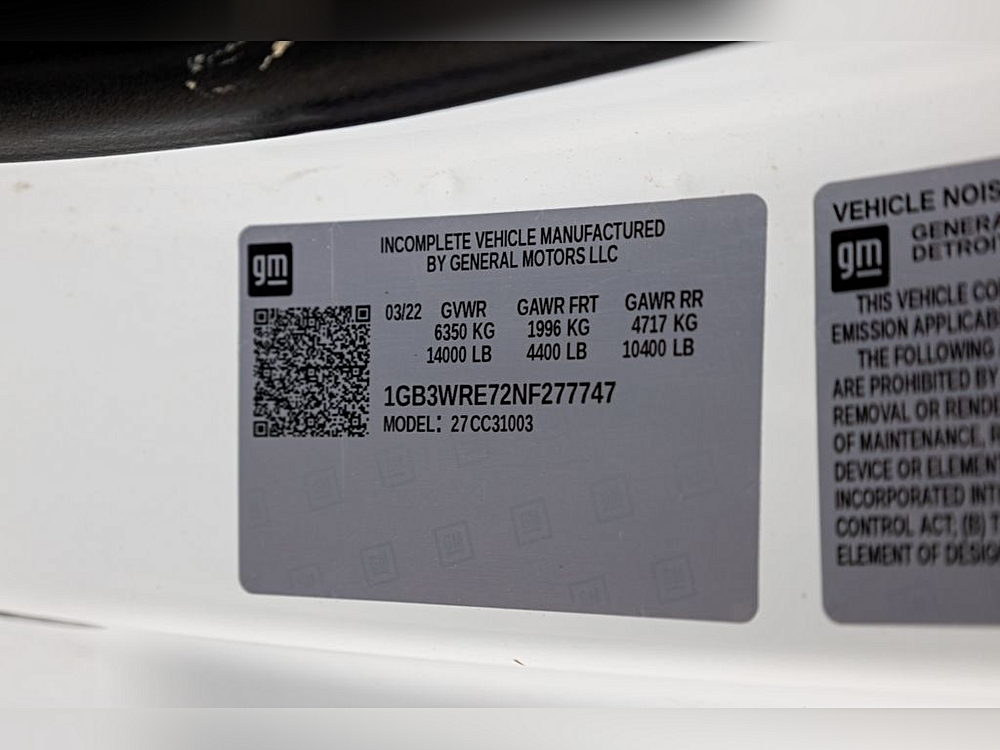 gm
INCOMPLETE VEHICLE MANUFACTURED
BY GENERAL MOTORS LLC
03/22 GVWR GAWR FRT GAWR RR
6350 KG 1996 KG 4717 KG
14000 LB 4400 LB 10400 LB
1GB3WRE72NF277747
MODEL: 27CC31003
VEHICLE NOIS
gm
GENERA
DETROI
THIS VEHICLE CO
EMISSION APPLICAB
THE FOLLOWING
ARE PROHIBITED BY
REMOVAL OR RENDE
OF MAINTENANCE, R
DEVICE OR ELEMEN
INCORPORATED INT
CONTROL ACT; (B) T
ELEMENT OF DESIG